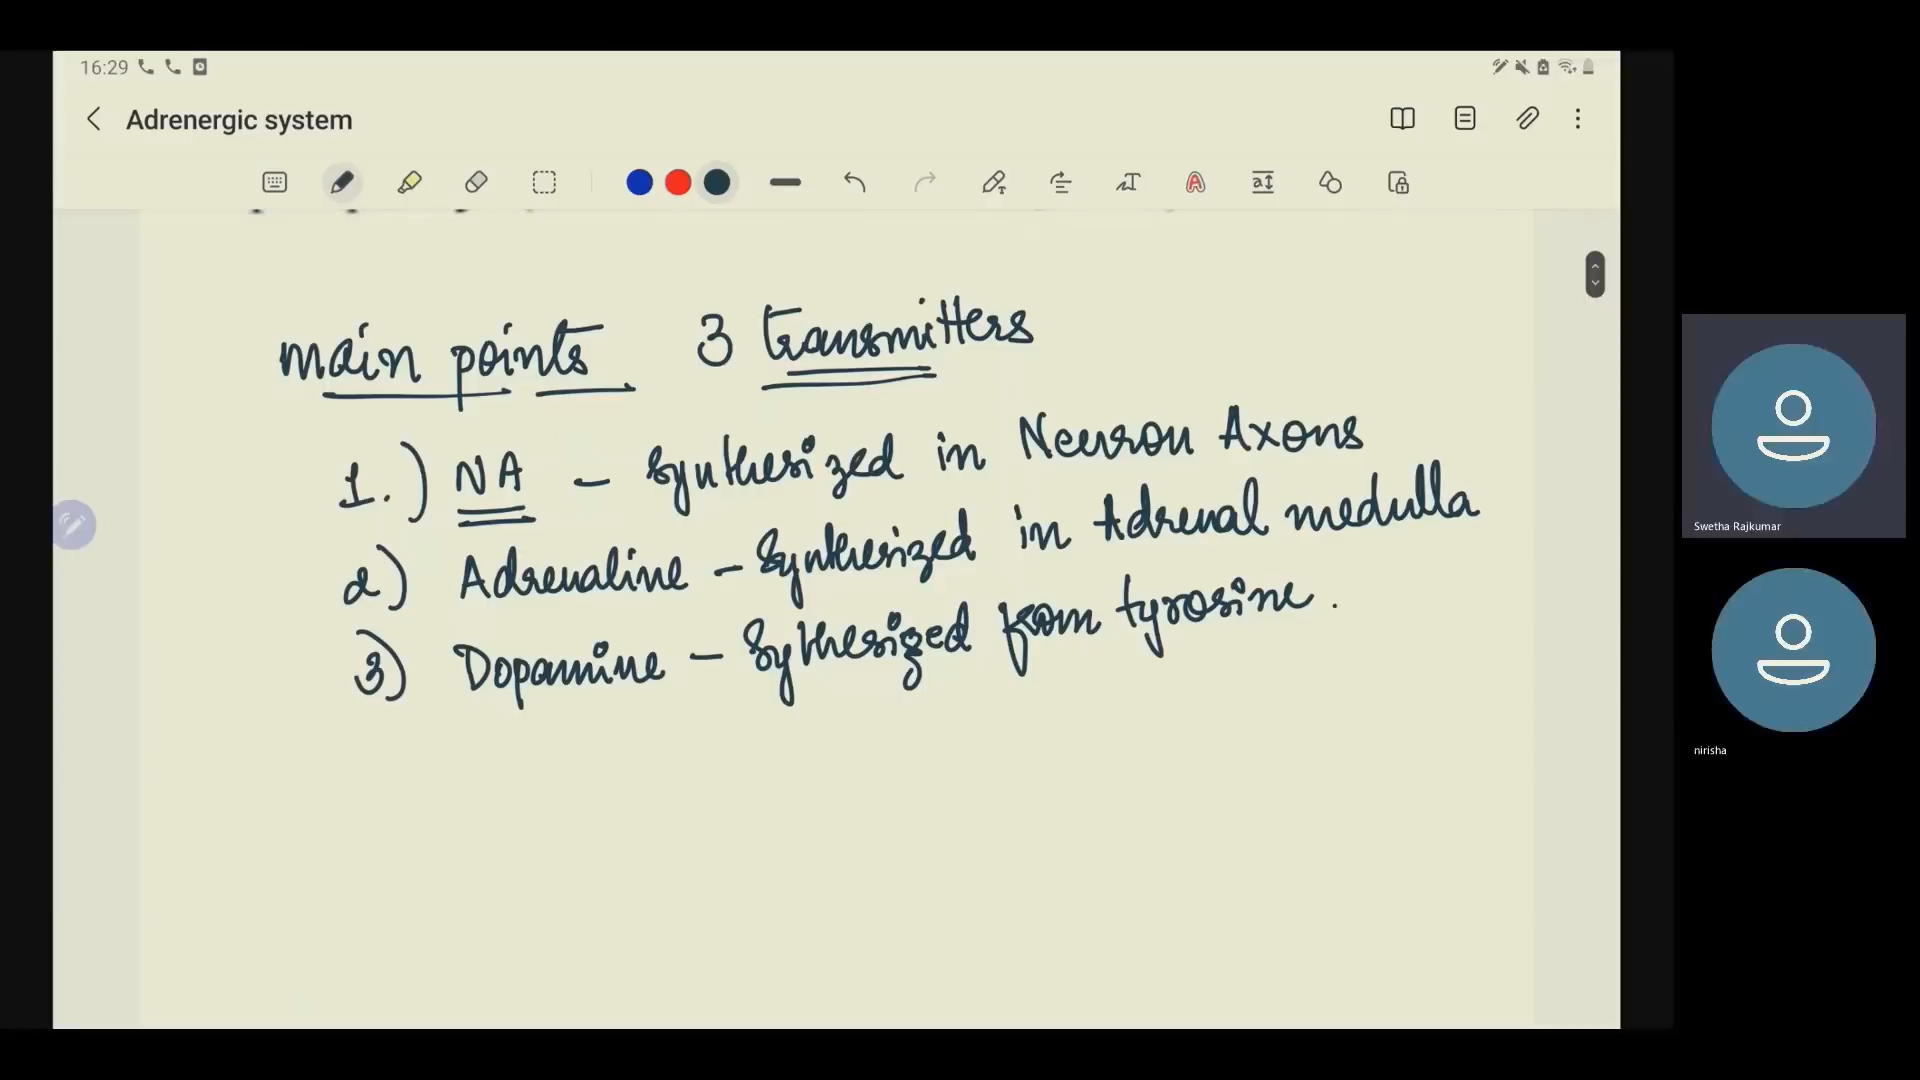 16:29
Adrenergic system
main points 3 transmitters
1.) NA - Synthesized in Neuron Axons
2) Adrenaline - Synthesized in Adrenal medulla
3) Dopamine - Sythesized from tyrosine.
Swetha Rajkumar
nirisha